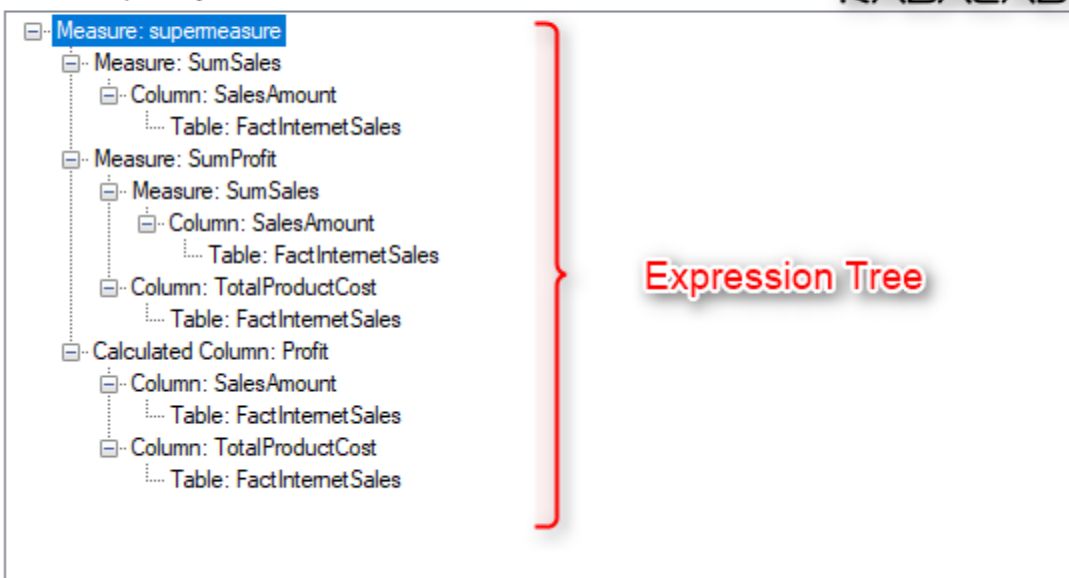 Measure: supermeasure
Measure: SumSales
Column: SalesAmount
Table: FactInternetSales
Measure: SumProfit
Measure: SumSales
Column: SalesAmount
Table: FactInternetSales
Column: TotalProductCost
Table: FactInternetSales
Calculated Column: Profit
Column: SalesAmount
Table: FactInternetSales
Column: TotalProductCost
Table: FactInternetSales
Expression Tree